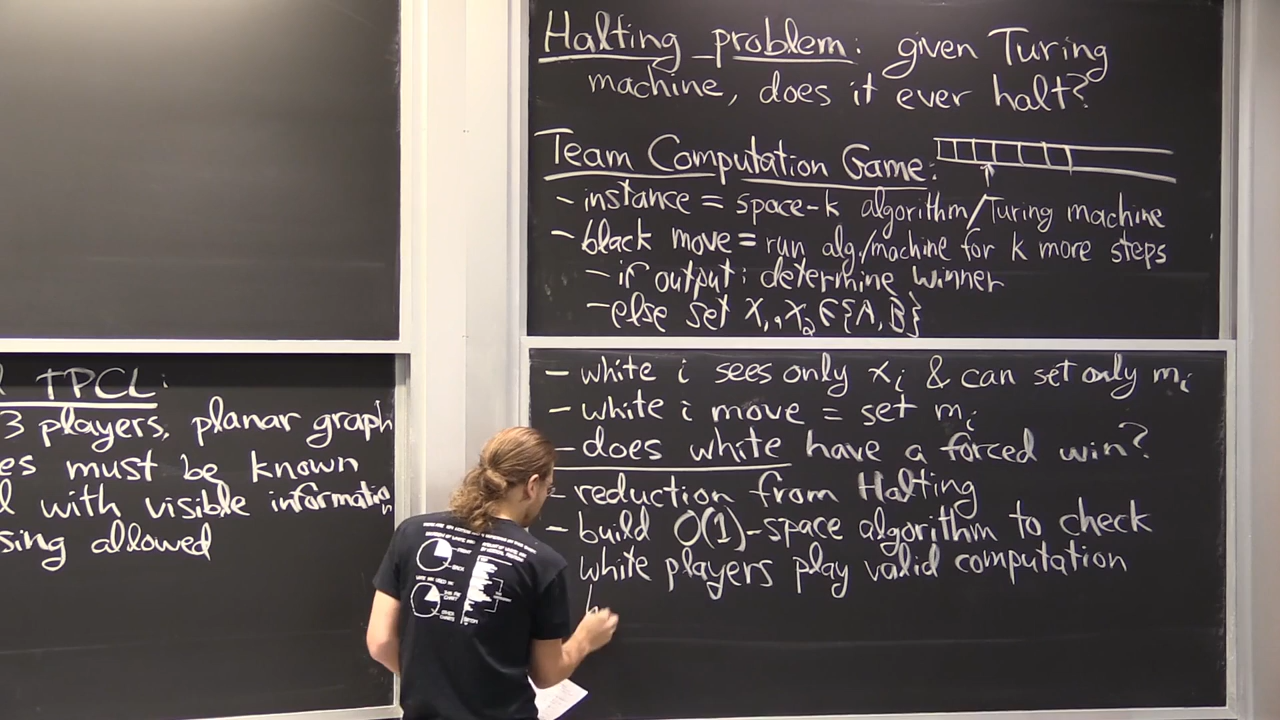 Halting problem: given Turing
machine, does it ever halt?
Team Computation Game:
- instance = space-k algorithm/Turing machine
- black move = run alg./machine for k more steps
- if output: determine winner
- else set x₁,x₂∈{A,B}
- white i sees only xᵢ & can set only mᵢ
- white i move = set mᵢ
- does white have a forced win?
- reduction from Halting
- build O(1)-space algorithm to check
white players play valid computation
TPCL:
3 players, planar graph
es must be known
with visible information
sing allowed